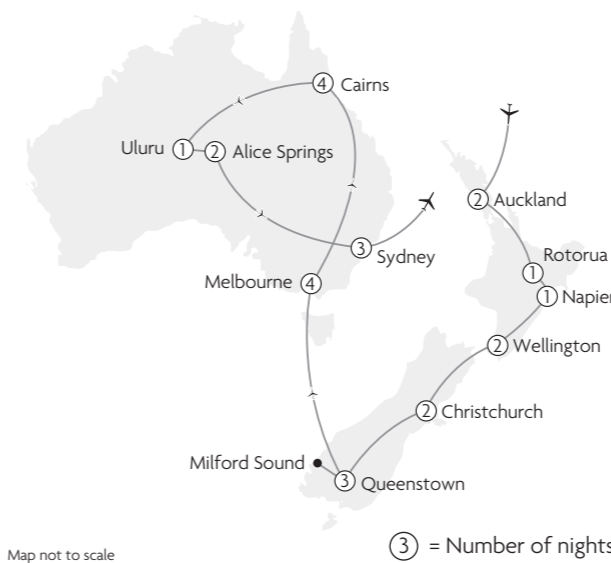 4 Cairns
Uluru 1 2 Alice Springs
2 Auckland
3 Sydney
Rotorua
1
Melbourne 4
1 Napier
2 Wellington
2 Christchurch
Milford Sound
3 Queenstown
Map not to scale
3 = Number of nights